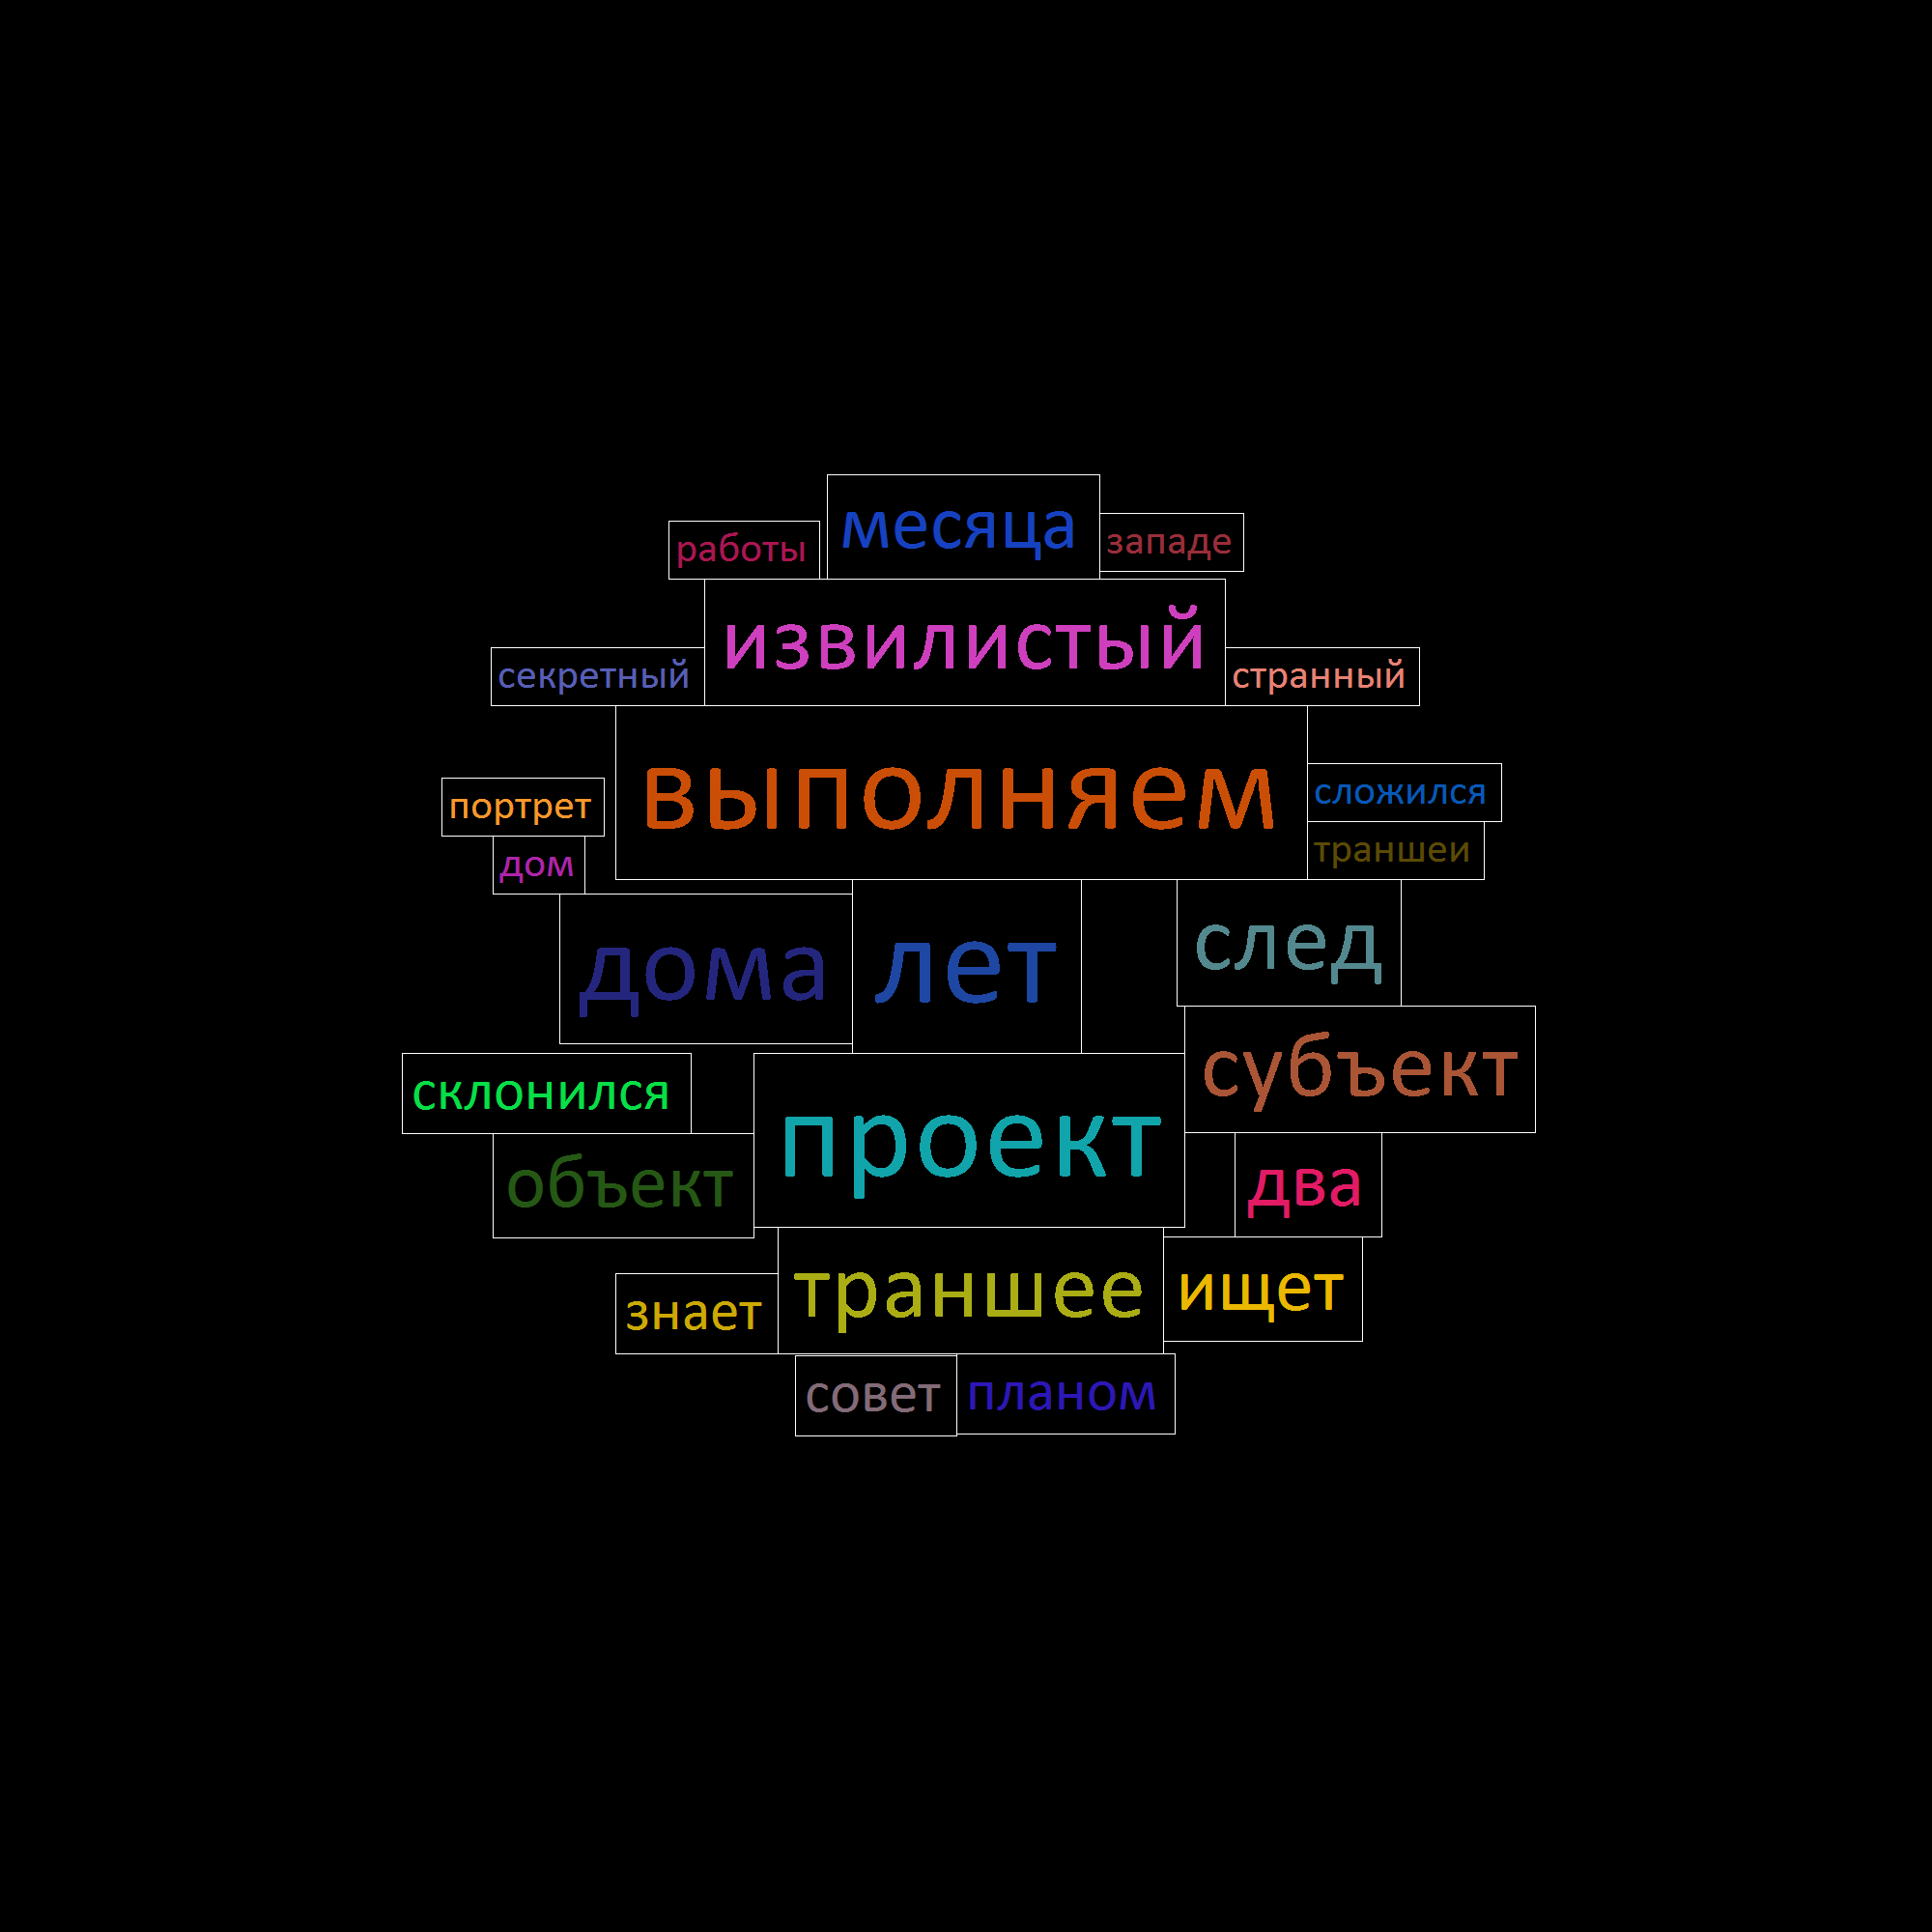 месяца
работы
западе
извилистый
секретный
странный
выполняем
сложился
портрет
траншеи
дом
след
дома
лет
субъект
склонился
проект
объект
два
траншее
ищет
знает
совет
планом